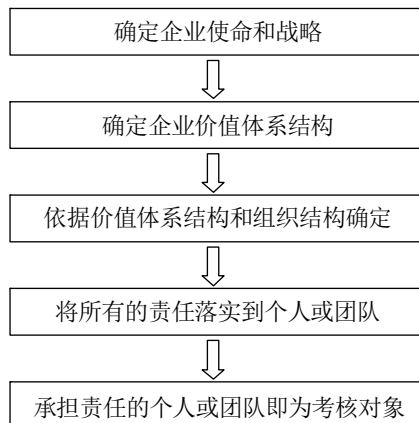 确定企业使命和战略
确定企业价值体系结构
依据价值体系结构和组织结构确定
将所有的责任落实到个人或团队
承担责任的个人或团队即为考核对象